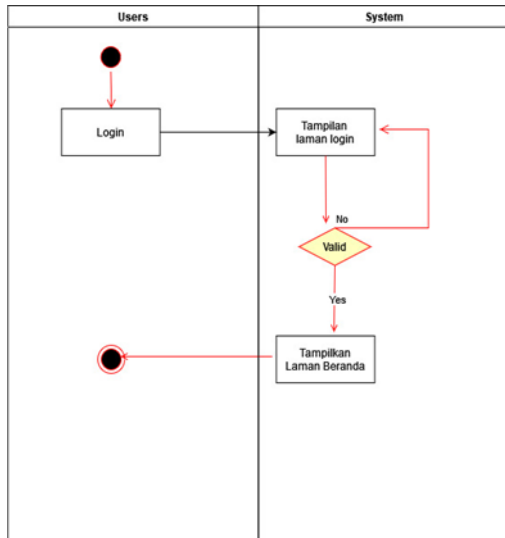 Users
System
Login
Tampilan
laman login
No
Valid
Yes
Tampilkan
Laman Beranda